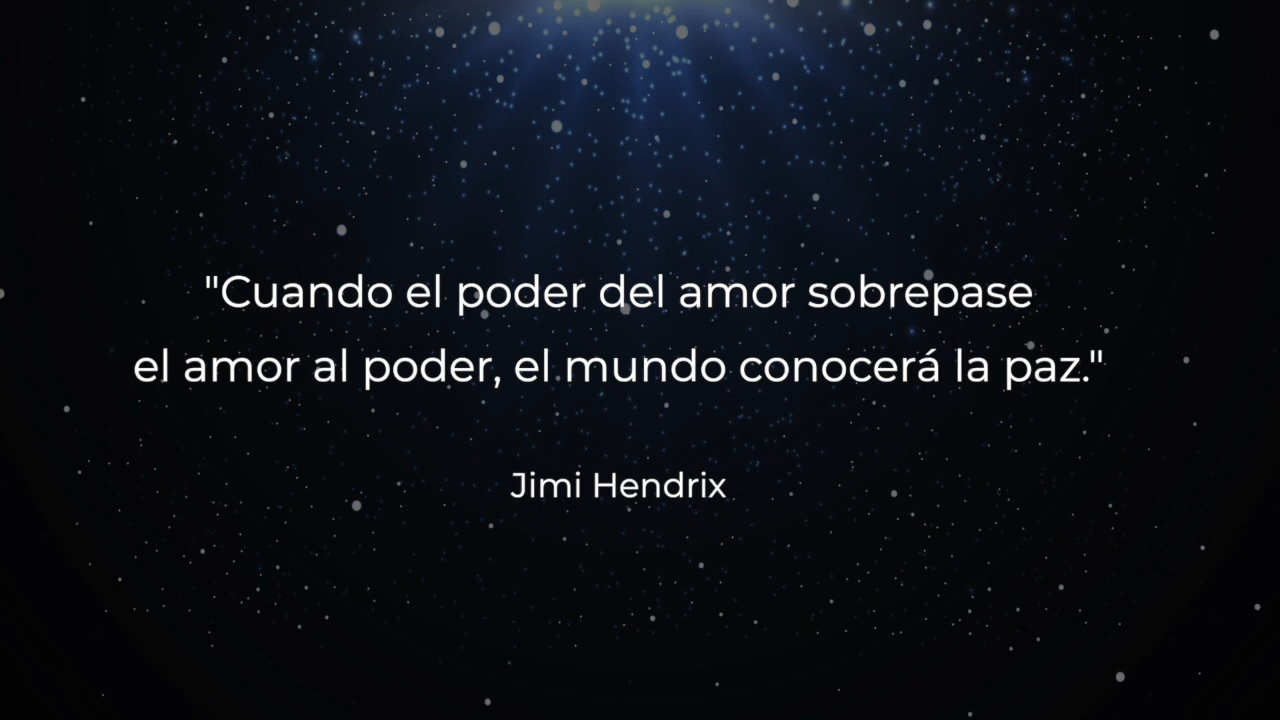 "Cuando el poder del amor sobrepase
el amor al poder, el mundo conocerá la paz."
Jimi Hendrix